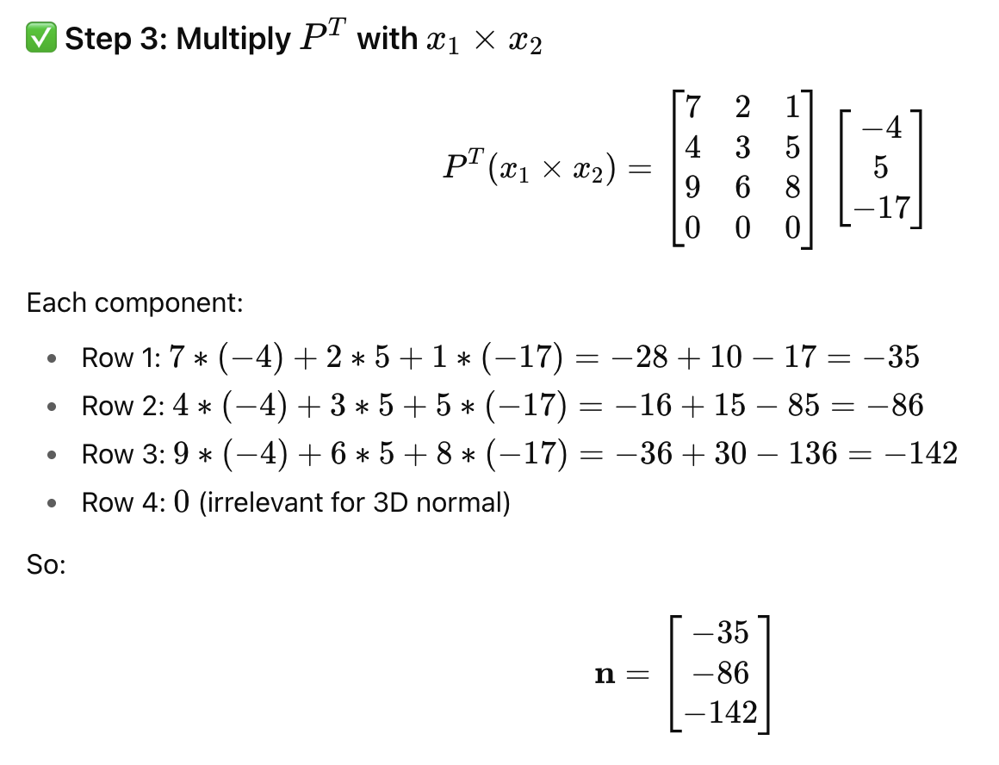 ✅ Step 3: Multiply $P^T$ with $x_1 \times x_2$
$P^T(x_1 \times x_2) = \begin{bmatrix} 7 & 2 & 1 \\ 4 & 3 & 5 \\ 9 & 6 & 8 \\ 0 & 0 & 0 \end{bmatrix} \begin{bmatrix} -4 \\ 5 \\ -17 \end{bmatrix}$
Each component:
• Row 1: $7 * (-4) + 2 * 5 + 1 * (-17) = -28 + 10 - 17 = -35$
• Row 2: $4 * (-4) + 3 * 5 + 5 * (-17) = -16 + 15 - 85 = -86$
• Row 3: $9 * (-4) + 6 * 5 + 8 * (-17) = -36 + 30 - 136 = -142$
• Row 4: $0$ (irrelevant for 3D normal)
So:
$\mathbf{n} = \begin{bmatrix} -35 \\ -86 \\ -142 \end{bmatrix}$